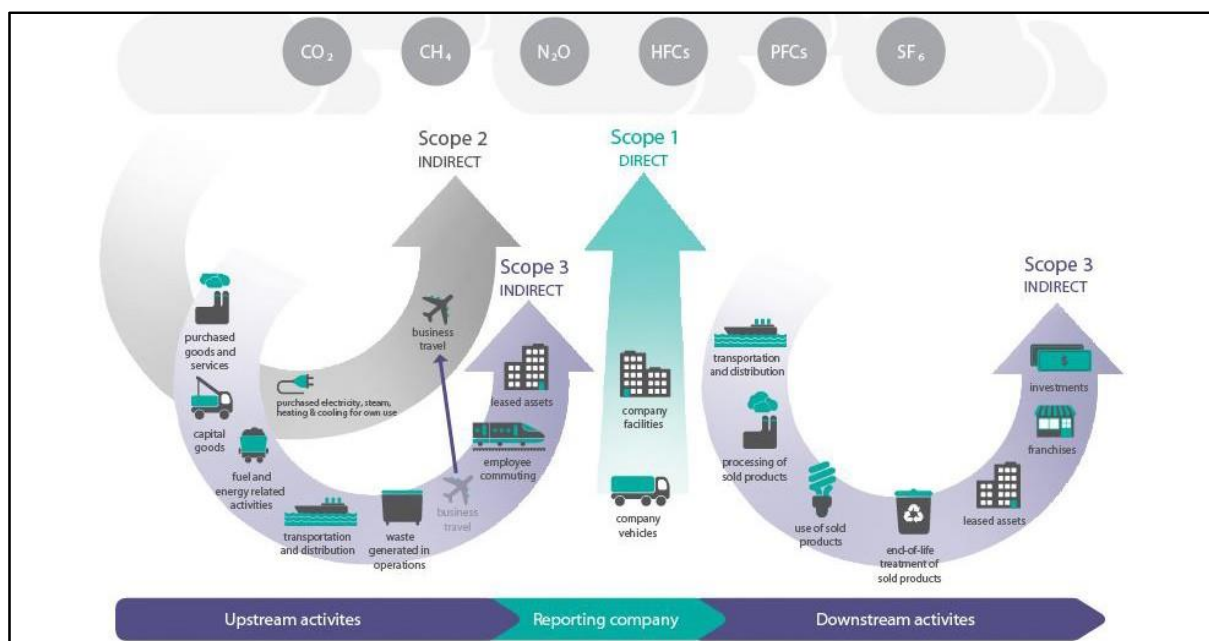 CO2
CH4
N2O
HFCs
PFCs
SF6
Scope 2
INDIRECT
Scope 1
DIRECT
Scope 3
INDIRECT
Scope 3
INDIRECT
purchased
goods and
services
capital
goods
fuel and
energy related
activities
purchased electricity, steam,
heating & cooling for own use
business
travel
transportation
and distribution
waste
generated in
operations
business
travel
employee
commuting
leased assets
company
facilities
company
vehicles
transportation
and distribution
processing of
sold products
use of sold
products
end-of-life
treatment of
sold products
leased assets
franchises
investments
$
Upstream activites
Reporting company
Downstream activites